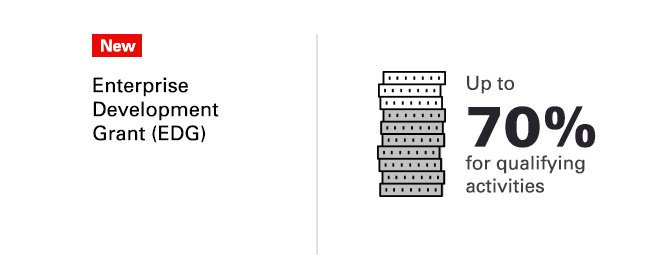 New
Enterprise
Development
Grant (EDG)
Up to
70%
for qualifying
activities